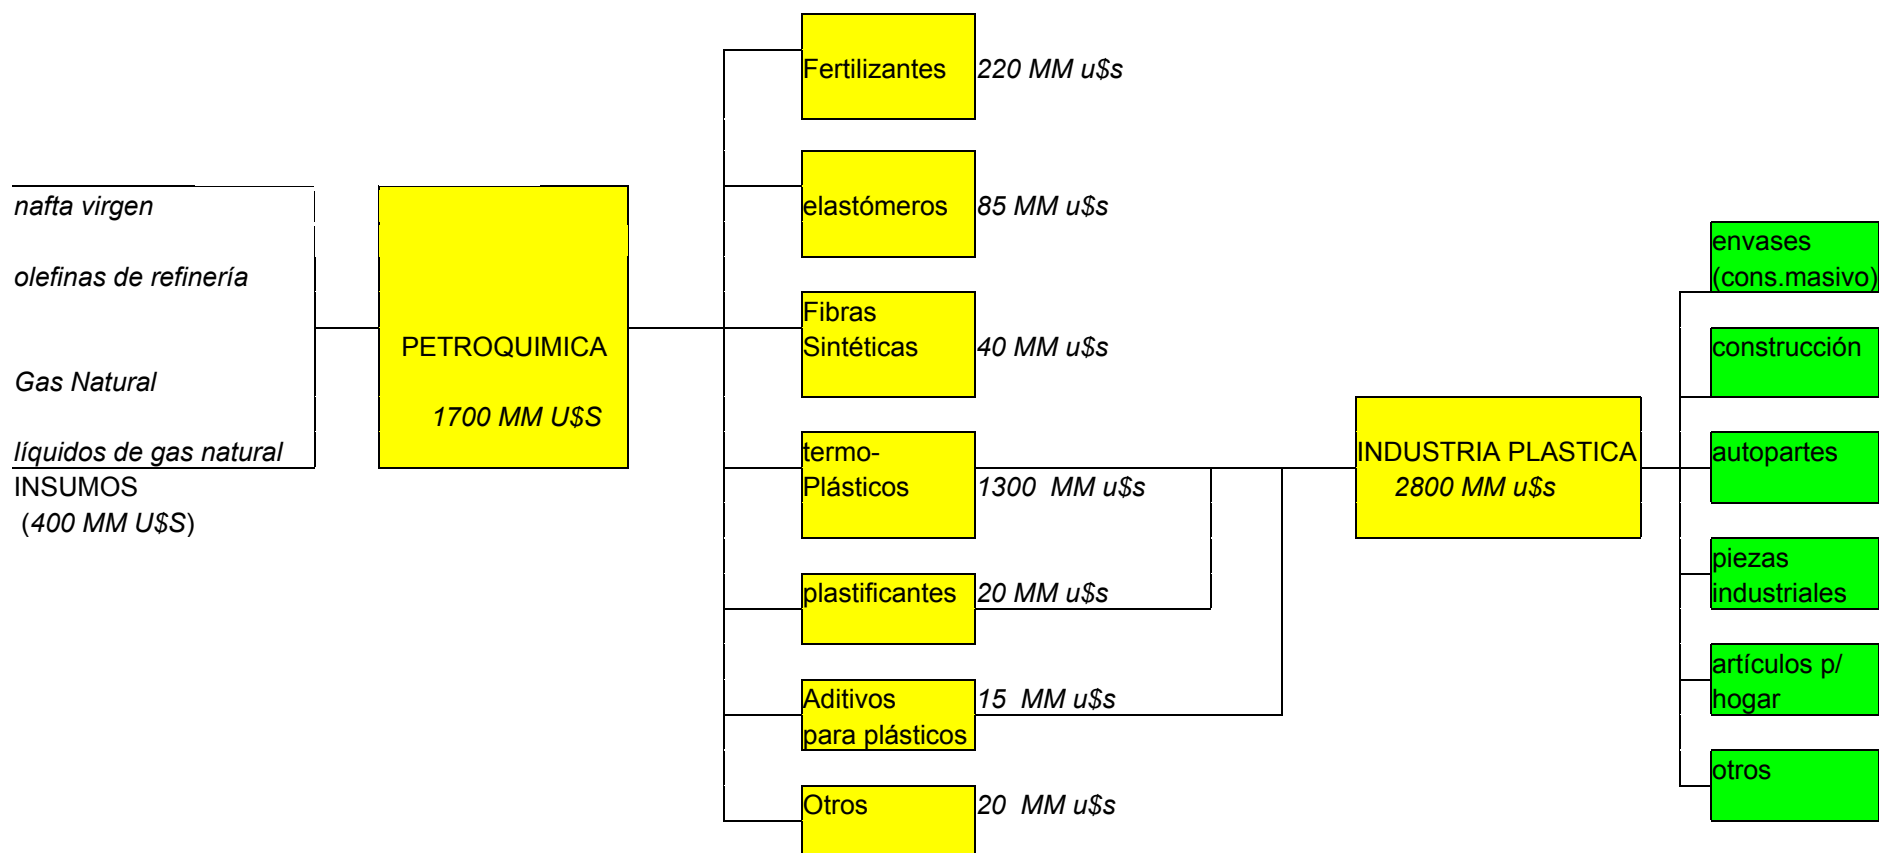 nafta virgen
olefinas de refinería
Gas Natural
líquidos de gas natural
INSUMOS
(400 MM U$S)
PETROQUIMICA
1700 MM U$S
Fertilizantes
220 MM u$s
elastómeros
85 MM u$s
Fibras
Sintéticas
40 MM u$s
termo-
Plásticos
1300 MM u$s
plastificantes
20 MM u$s
Aditivos
para plásticos
15 MM u$s
Otros
20 MM u$s
INDUSTRIA PLASTICA
2800 MM u$s
envases
(cons.masivo)
construcción
autopartes
piezas
industriales
artículos p/
hogar
otros